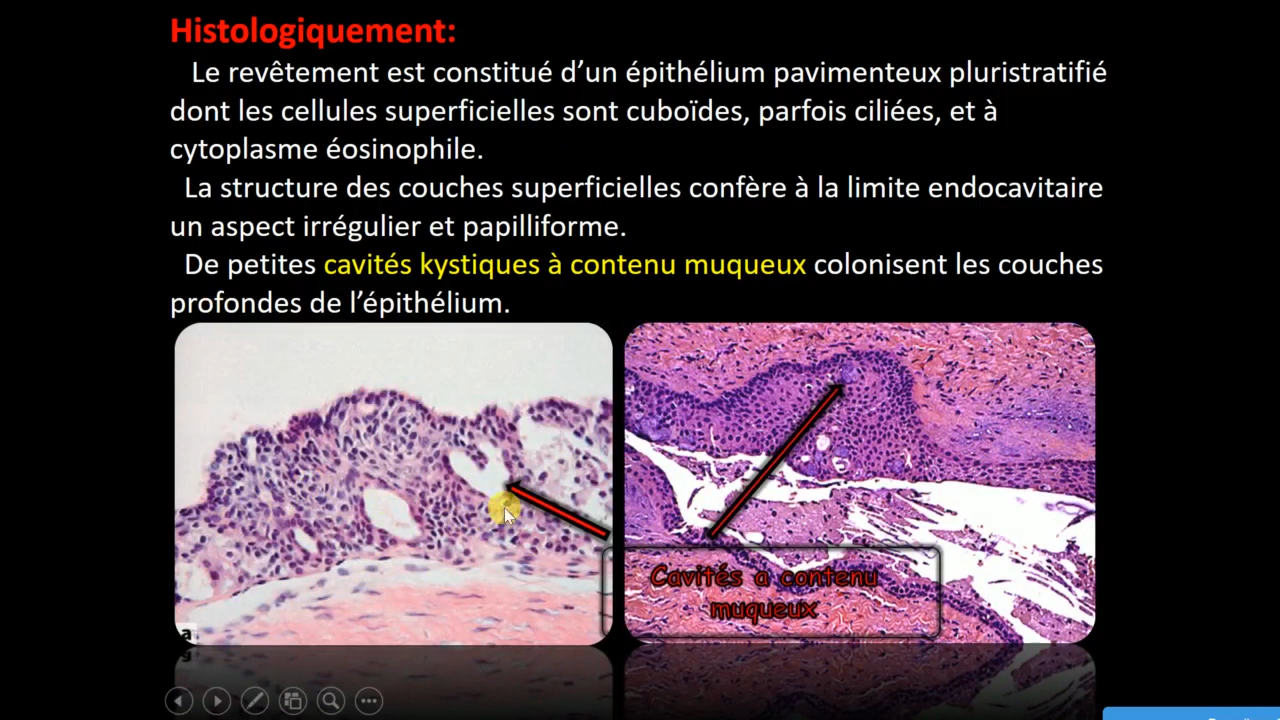 Histologiquement:
Le revêtement est constitué d’un épithélium pavimenteux pluristratifié
dont les cellules superficielles sont cuboïdes, parfois ciliées, et à
cytoplasme éosinophile.
La structure des couches superficielles confère à la limite endocavitaire
un aspect irrégulier et papilliforme.
De petites cavités kystiques à contenu muqueux colonisent les couches
profondes de l’épithélium.
Cavités a contenu
muqueux
a